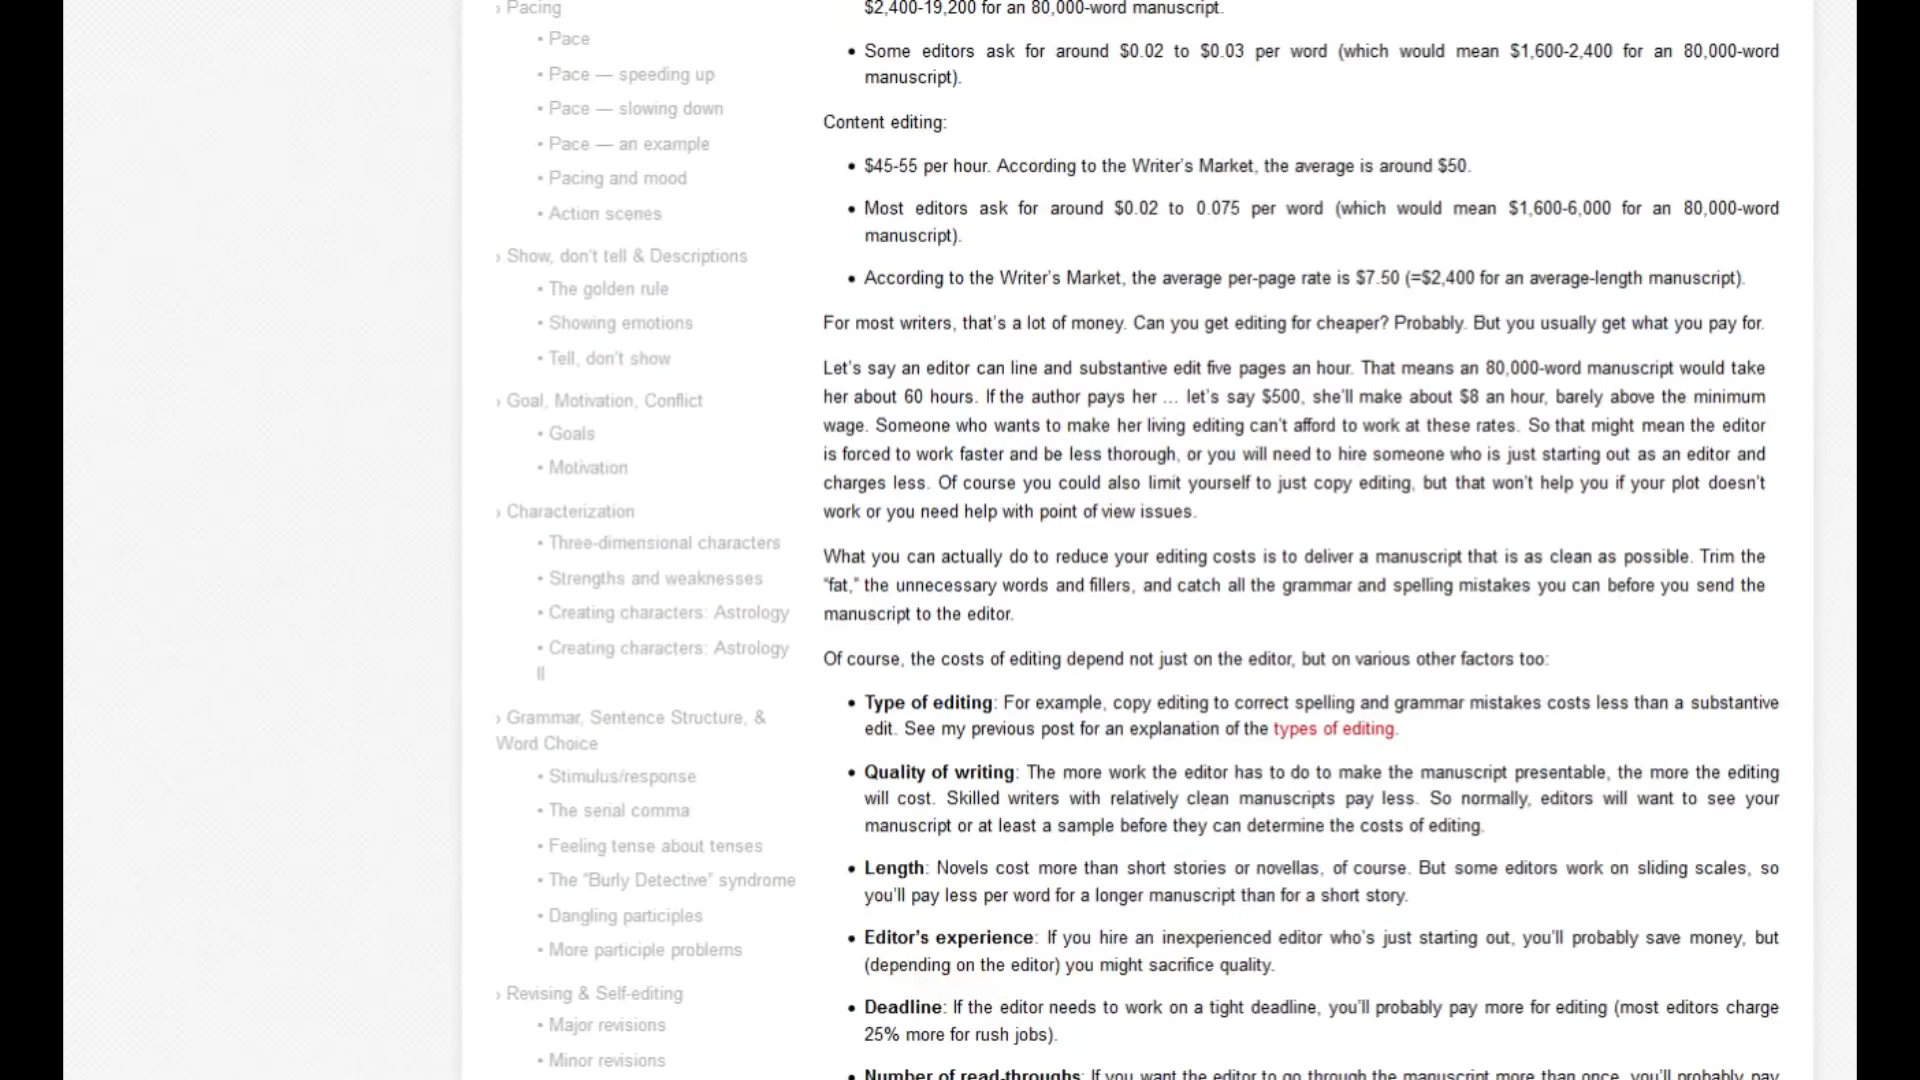 › Pacing
• Pace
• Pace — speeding up
• Pace — slowing down
• Pace — an example
• Pacing and mood
• Action scenes
› Show, don't tell & Descriptions
• The golden rule
• Showing emotions
• Tell, don't show
› Goal, Motivation, Conflict
• Goals
• Motivation
› Characterization
• Three-dimensional characters
• Strengths and weaknesses
• Creating characters: Astrology
• Creating characters: Astrology
II
› Grammar, Sentence Structure, &
Word Choice
• Stimulus/response
• The serial comma
• Feeling tense about tenses
• The “Burly Detective” syndrome
• Dangling participles
• More participle problems
› Revising & Self-editing
• Major revisions
• Minor revisions
$2,400-19,200 for an 80,000-word manuscript.
• Some editors ask for around $0.02 to $0.03 per word (which would mean $1,600-2,400 for an 80,000-word
manuscript).
Content editing:
• $45-55 per hour. According to the Writer's Market, the average is around $50.
• Most editors ask for around $0.02 to 0.075 per word (which would mean $1,600-6,000 for an 80,000-word
manuscript).
• According to the Writer's Market, the average per-page rate is $7.50 (=$2,400 for an average-length manuscript).
For most writers, that's a lot of money. Can you get editing for cheaper? Probably. But you usually get what you pay for.
Let's say an editor can line and substantive edit five pages an hour. That means an 80,000-word manuscript would take
her about 60 hours. If the author pays her … let's say $500, she'll make about $8 an hour, barely above the minimum
wage. Someone who wants to make her living editing can't afford to work at these rates. So that might mean the editor
is forced to work faster and be less thorough, or you will need to hire someone who is just starting out as an editor and
charges less. Of course you could also limit yourself to just copy editing, but that won't help you if your plot doesn't
work or you need help with point of view issues.
What you can actually do to reduce your editing costs is to deliver a manuscript that is as clean as possible. Trim the
“fat,” the unnecessary words and fillers, and catch all the grammar and spelling mistakes you can before you send the
manuscript to the editor.
Of course, the costs of editing depend not just on the editor, but on various other factors too:
• Type of editing: For example, copy editing to correct spelling and grammar mistakes costs less than a substantive
edit. See my previous post for an explanation of the types of editing.
• Quality of writing: The more work the editor has to do to make the manuscript presentable, the more the editing
will cost. Skilled writers with relatively clean manuscripts pay less. So normally, editors will want to see your
manuscript or at least a sample before they can determine the costs of editing.
• Length: Novels cost more than short stories or novellas, of course. But some editors work on sliding scales, so
you'll pay less per word for a longer manuscript than for a short story.
• Editor's experience: If you hire an inexperienced editor who's just starting out, you'll probably save money, but
(depending on the editor) you might sacrifice quality.
• Deadline: If the editor needs to work on a tight deadline, you'll probably pay more for editing (most editors charge
25% more for rush jobs).
• Number of read-throughs: If you want the editor to go through the manuscript more than once, you'll probably pay